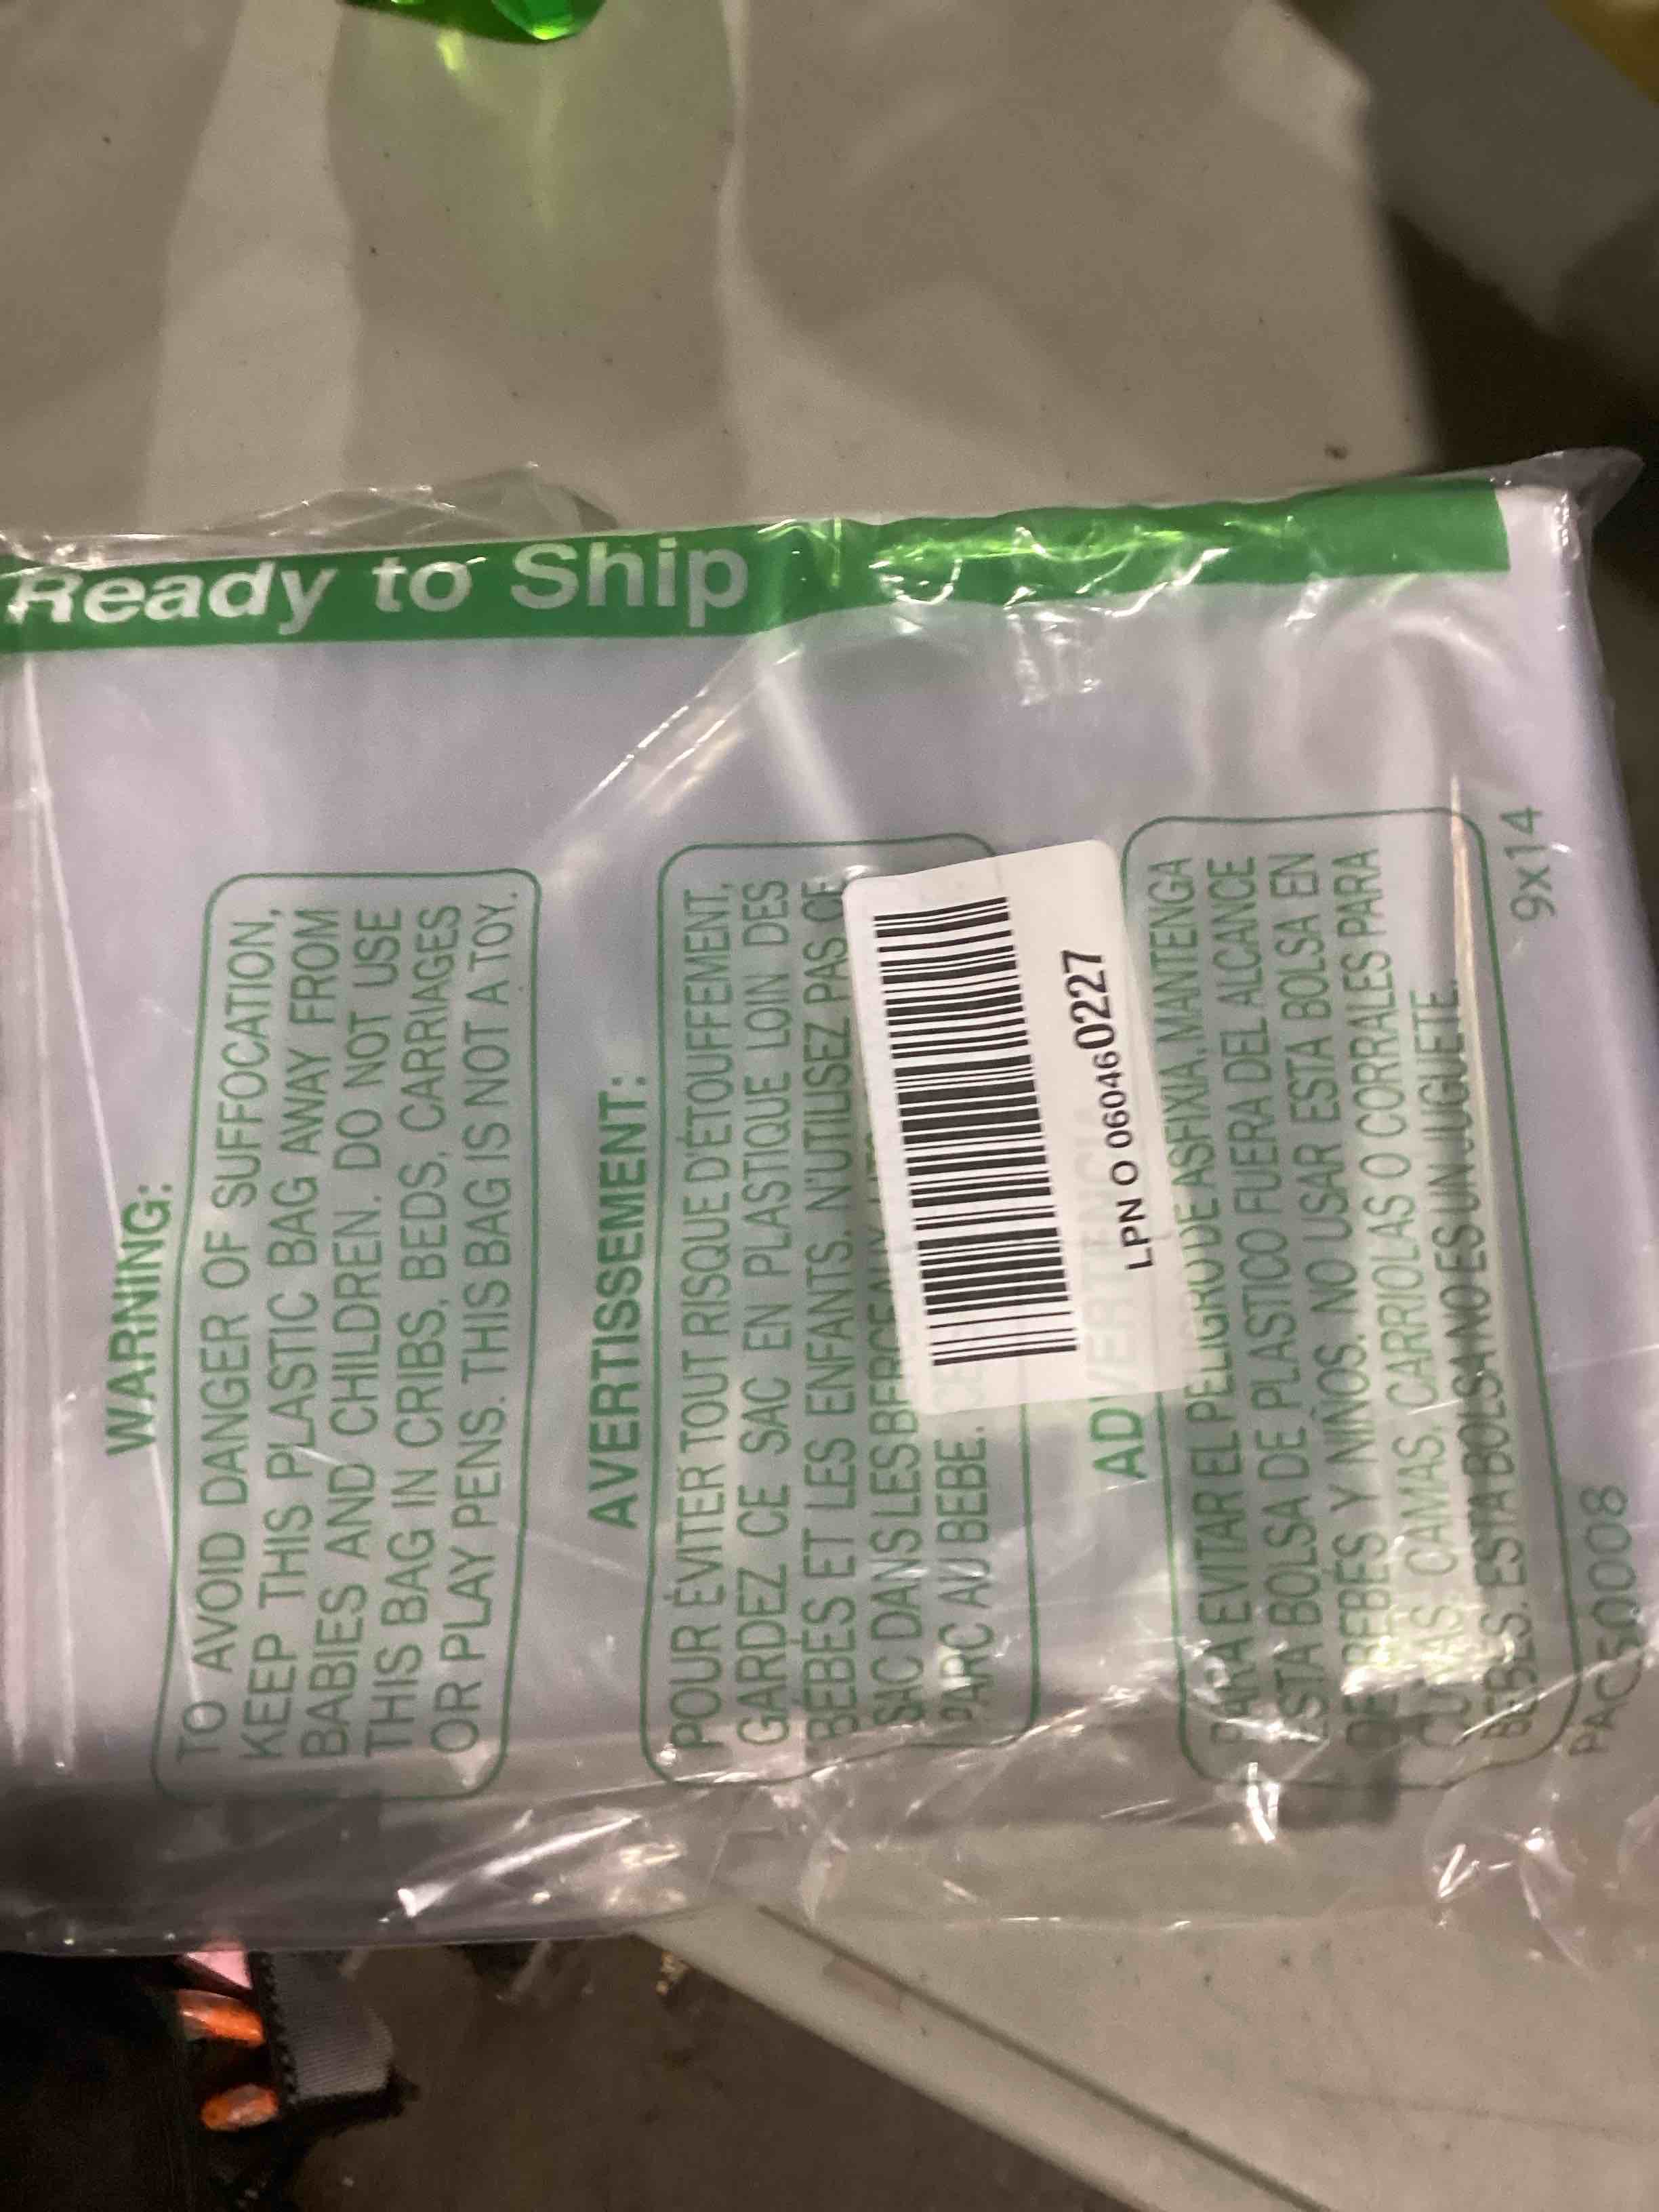 Ready to Ship
WARNING:
TO AVOID DANGER OF SUFFOCATION,
KEEP THIS PLASTIC BAG AWAY FROM
BABIES AND CHILDREN. DO NOT USE
THIS BAG IN CRIBS, BEDS, CARRIAGES
OR PLAY PENS. THIS BAG IS NOT A TOY.
AVERTISSEMENT:
POUR ÉVITER TOUT RISQUE D'ÉTOUFFEMENT,
GARDEZ CE SAC EN PLASTIQUE LOIN DES
BÉBÉS ET LES ENFANTS. N'UTILISEZ PAS CE
SAC DANS LES BERCEAUX
PARC AU BEBE.
LPN O 060460227
ADVERTENCIA
PARA EVITAR EL PELIGRO DE ASFIXIA, MANTENGA
ESTA BOLSA DE PLASTICO FUERA DEL ALCANCE
DE BEBÉS Y NIÑOS. NO USAR ESTA BOLSA EN
CUNAS, CAMAS, CARRIOLAS O CORRALES PARA
BEBÉS. ESTA BOLSA NO ES UN JUGUETE.
PAC50008 9x14